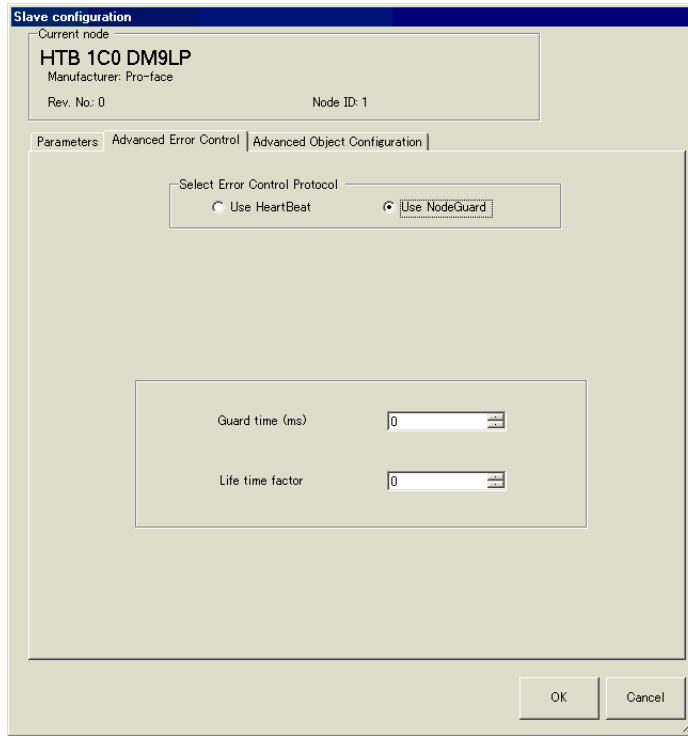 Slave configuration
Current node
HTB 1C0 DM9LP
Manufacturer: Pro-face
Rev. No.: 0 Node ID: 1
Parameters Advanced Error Control Advanced Object Configuration
Select Error Control Protocol
Use HeartBeat Use NodeGuard
Guard time (ms) 0
Life time factor 0
OK Cancel